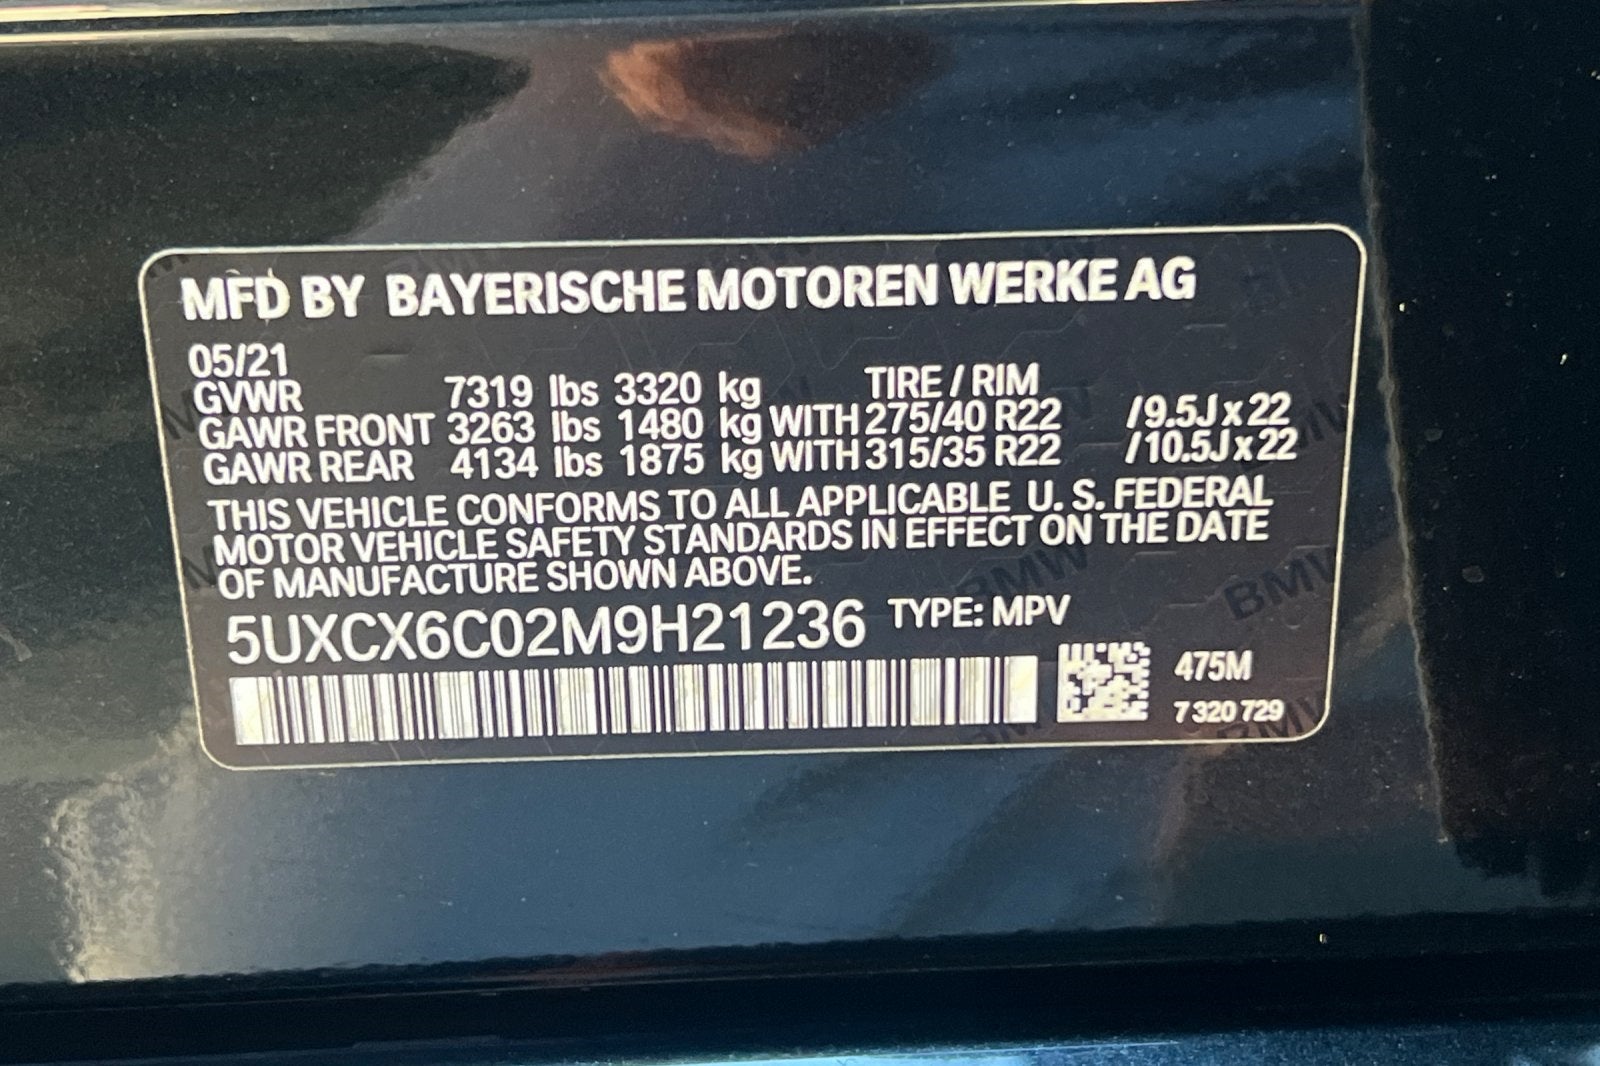 MFD BY BAYERISCHE MOTOREN WERKE AG
05/21
GVWR 7319 lbs 3320 kg TIRE / RIM
GAWR FRONT 3263 lbs 1480 kg WITH 275/40 R22 /9.5J x 22
GAWR REAR 4134 lbs 1875 kg WITH 315/35 R22 /10.5J x 22
THIS VEHICLE CONFORMS TO ALL APPLICABLE U. S. FEDERAL
MOTOR VEHICLE SAFETY STANDARDS IN EFFECT ON THE DATE
OF MANUFACTURE SHOWN ABOVE.
5UXCX6C02M9H21236 TYPE: MPV
475M
7 320 729
BMW
BMW